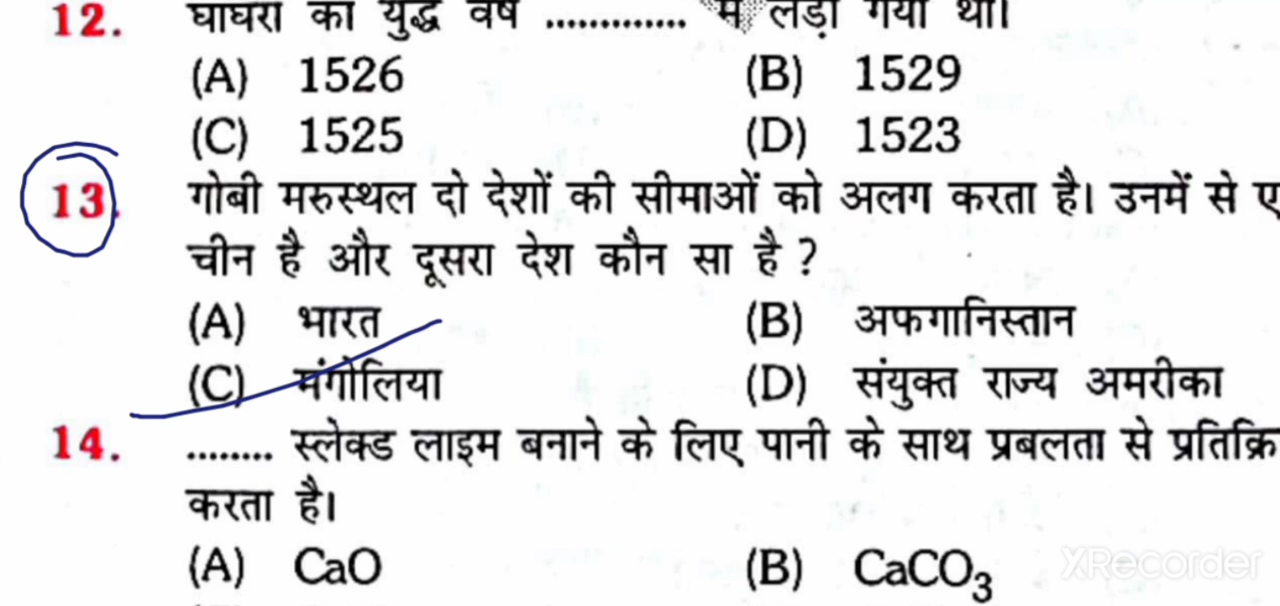 12. घाघरा का युद्ध वर्ष ............. में लड़ा गया था।
(A) 1526 (B) 1529
(C) 1525 (D) 1523
13. गोबी मरुस्थल दो देशों की सीमाओं को अलग करता है। उनमें से ए
चीन है और दूसरा देश कौन सा है ?
(A) भारत (B) अफगानिस्तान
(C) मंगोलिया (D) संयुक्त राज्य अमरीका
14. ........ स्लेक्ड लाइम बनाने के लिए पानी के साथ प्रबलता से प्रतिक्रि
करता है।
(A) CaO (B) CaCO₃
XRecorder